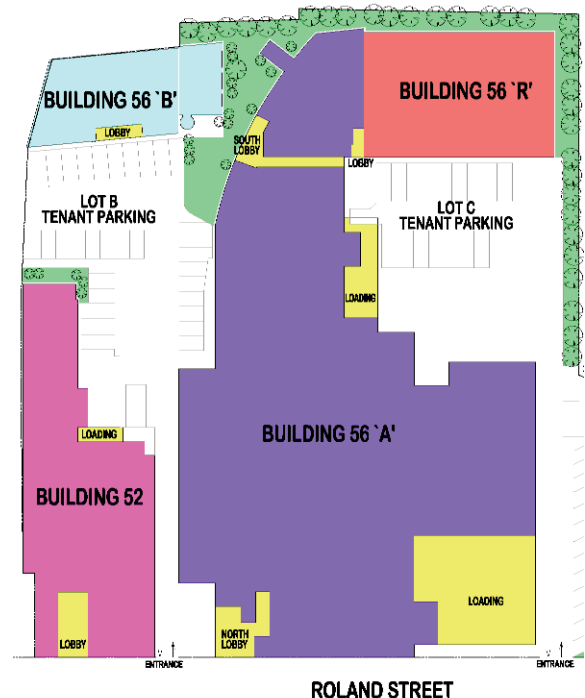 BUILDING 56 `B'
LOBBY
BUILDING 56 `R'
SOUTH
LOBBY
LOBBY
LOT B
TENANT PARKING
LOT C
TENANT PARKING
LOADING
BUILDING 56 `A'
LOADING
BUILDING 52
LOADING
LOBBY
NORTH
LOBBY
ENTRANCE
ENTRANCE
ROLAND STREET